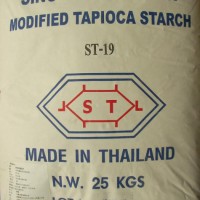 MODIFIED TAPIOCA STARCH
ST-19
L S T L
MADE IN THAILAND
N.W. 25 KGS